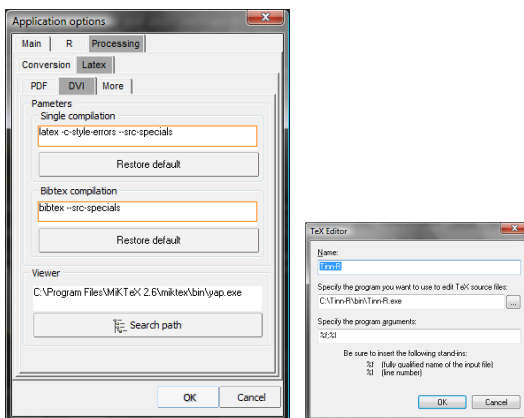 Application options
Main R Processing
Conversion Latex
PDF DVI More
Pameters
Single compilation
latex -c-style-errors --src-specials
Restore default
Bibtex compilation
bibtex --src-specials
Restore default
Viewer
C:\Program Files\MiKTeX 2.6\miktex\bin\yap.exe
Search path
OK Cancel
TeX Editor
Name:
Tinn-R
Specify the program you want to use to edit TeX source files:
C:\Tinn-R\bin\Tinn-R.exe
...
Specify the program arguments:
%f;%l
Be sure to insert the following stand-ins:
%f (fully qualified name of the input file)
%l (line number)
OK Cancel